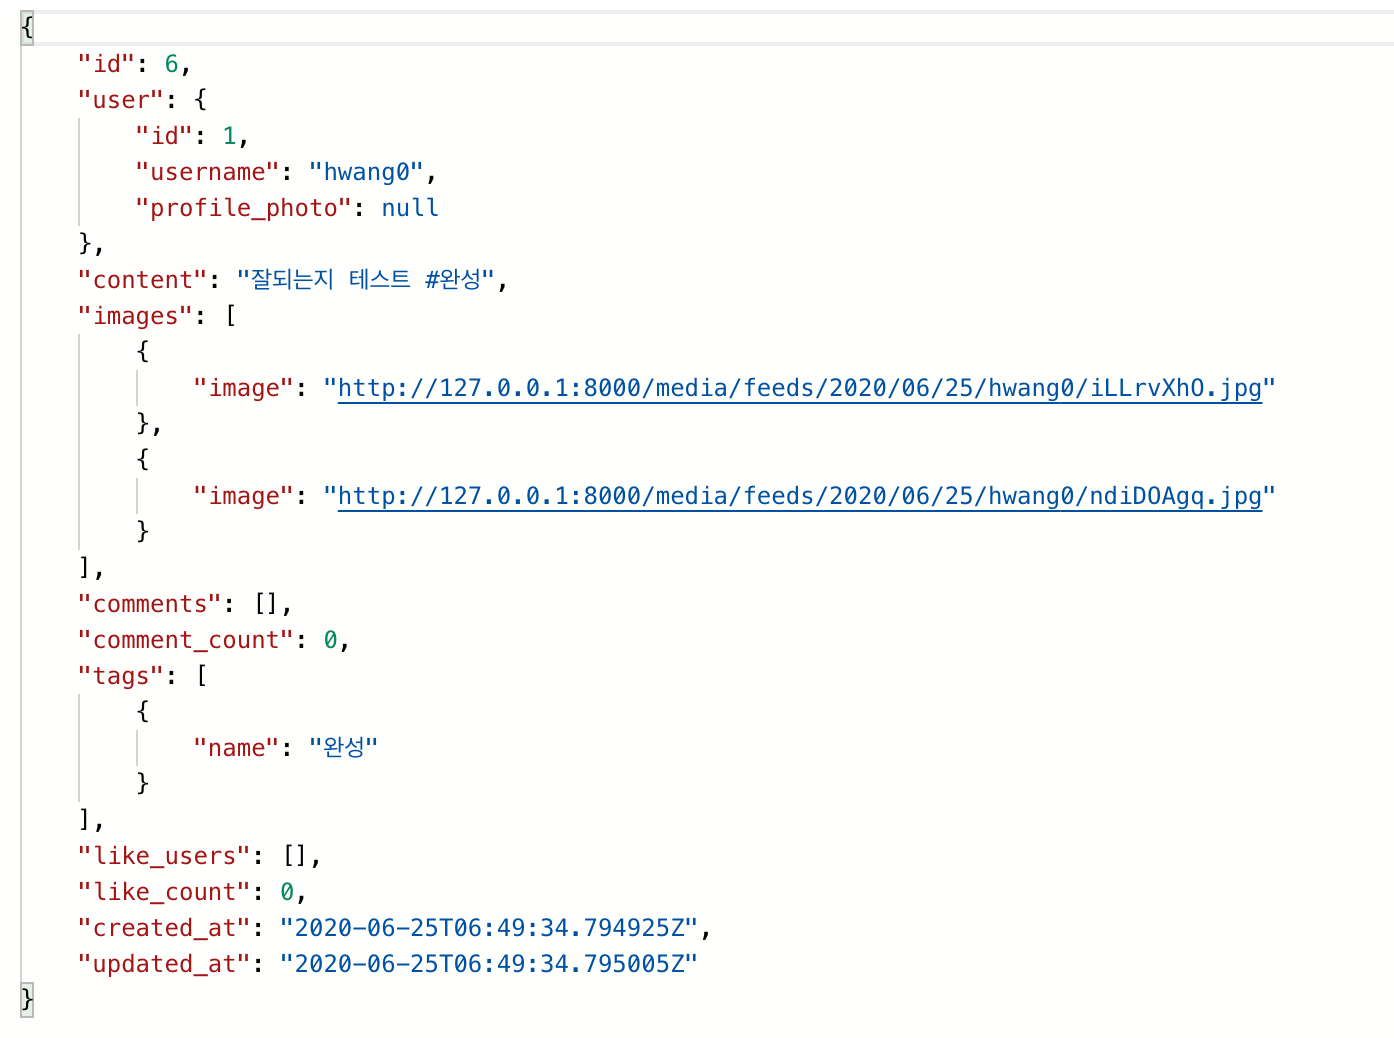 {
    "id": 6,
    "user": {
        "id": 1,
        "username": "hwang0",
        "profile_photo": null
    },
    "content": "잘되는지 테스트 #완성",
    "images": [
        {
            "image": "http://127.0.0.1:8000/media/feeds/2020/06/25/hwang0/iLLrvXhO.jpg"
        },
        {
            "image": "http://127.0.0.1:8000/media/feeds/2020/06/25/hwang0/ndiDOAgq.jpg"
        }
    ],
    "comments": [],
    "comment_count": 0,
    "tags": [
        {
            "name": "완성"
        }
    ],
    "like_users": [],
    "like_count": 0,
    "created_at": "2020-06-25T06:49:34.794925Z",
    "updated_at": "2020-06-25T06:49:34.795005Z"
}